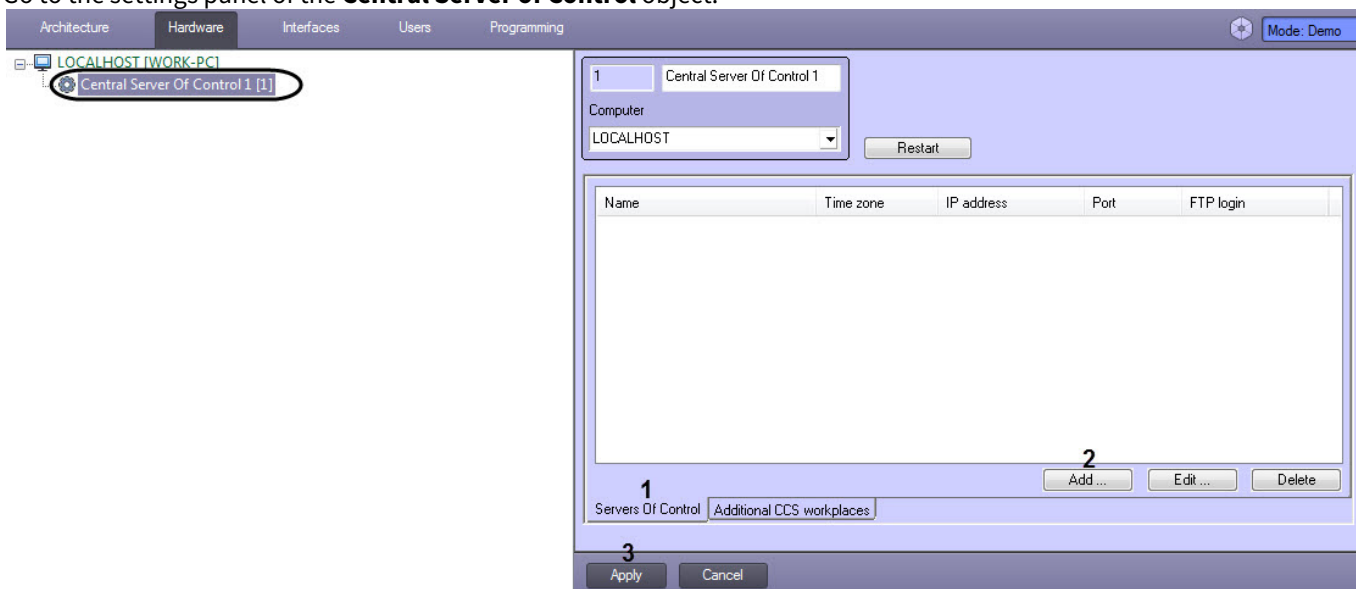 Go to the settings panel of the Central Server of Control object.
Architecture Hardware Interfaces Users Programming Mode: Demo
LOCALHOST [WORK-PC]
Central Server Of Control 1 [1]
1 Central Server Of Control 1
Computer
LOCALHOST
Restart
Name Time zone IP address Port FTP login
2
Add ... Edit ... Delete
1
Servers Of Control Additional CCS workplaces
3
Apply Cancel